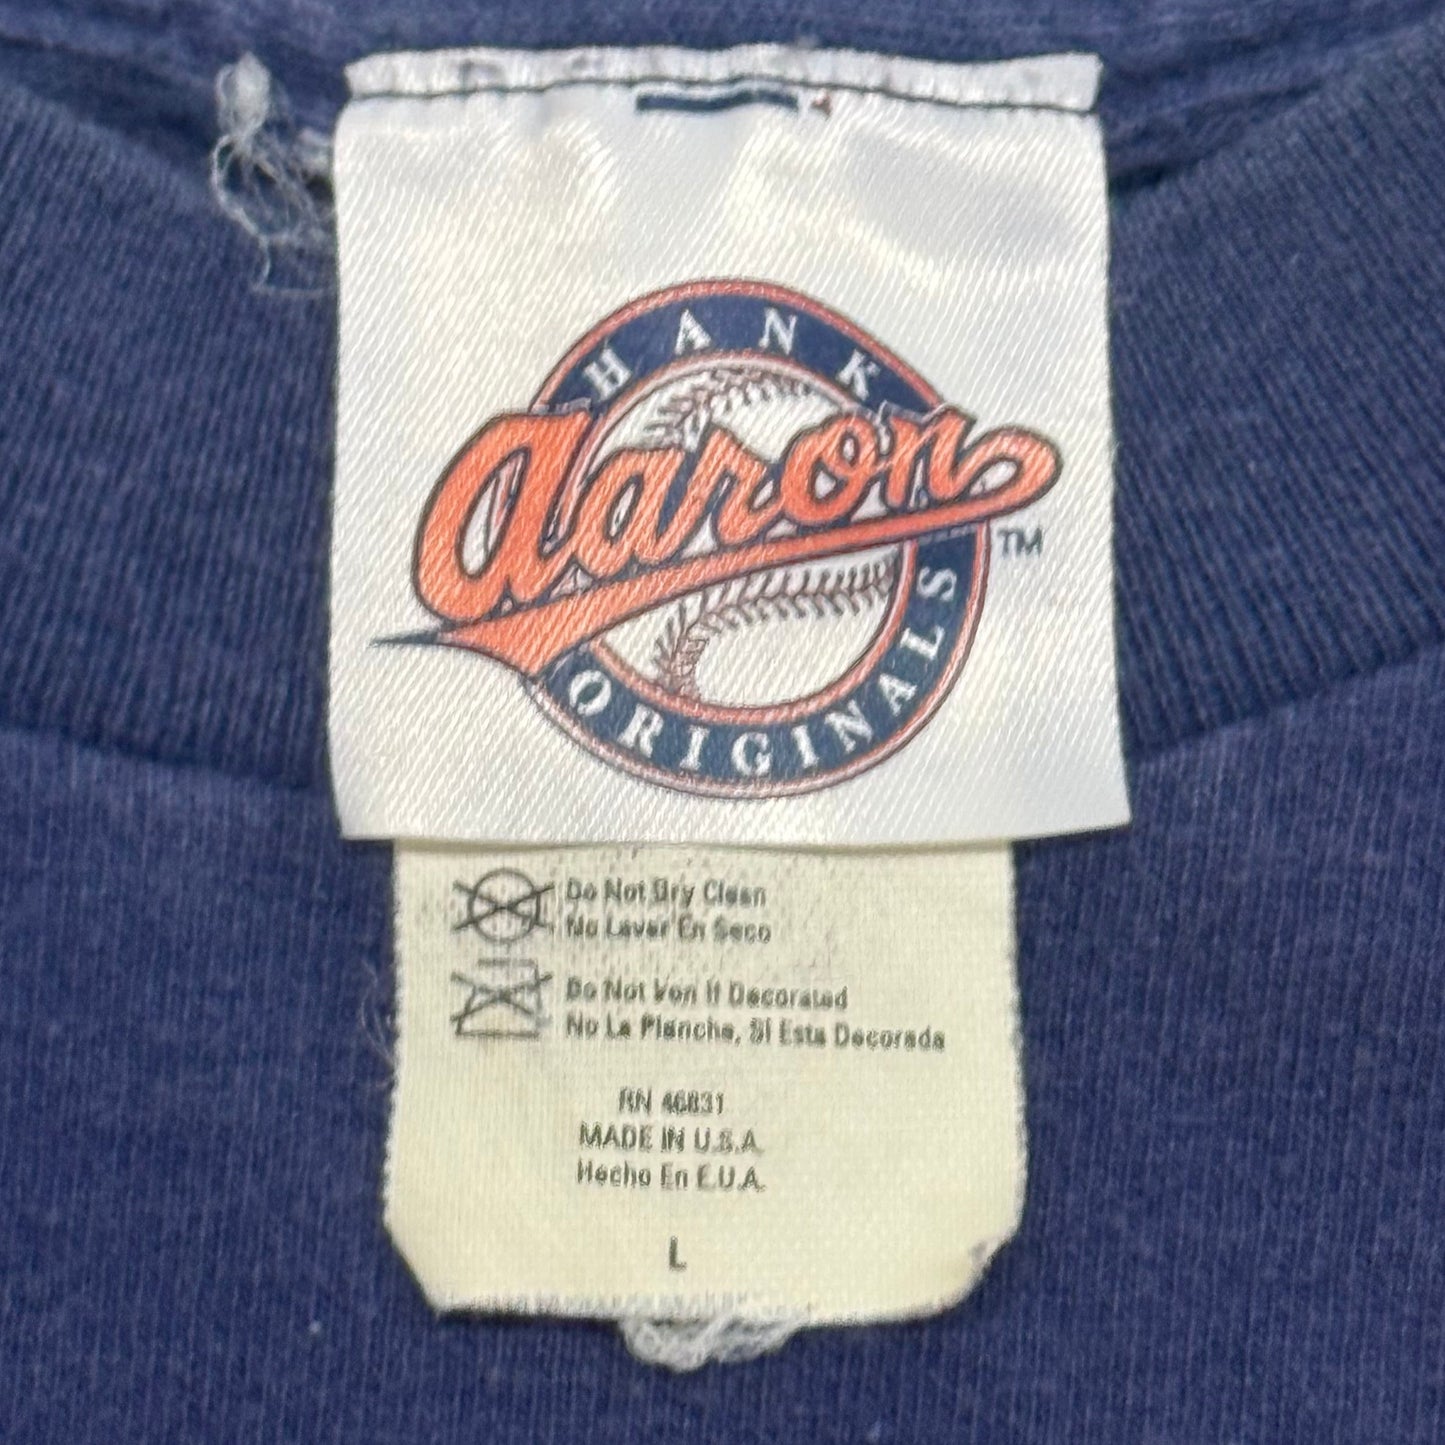 HANK
Aaron
TM
ORIGINALS
Do Not Dry Clean
No Lavar En Seco
Do Not Iron If Decorated
No La Planche, Si Esta Decorada
RN 46831
MADE IN U.S.A.
Hecho En E.U.A.
L